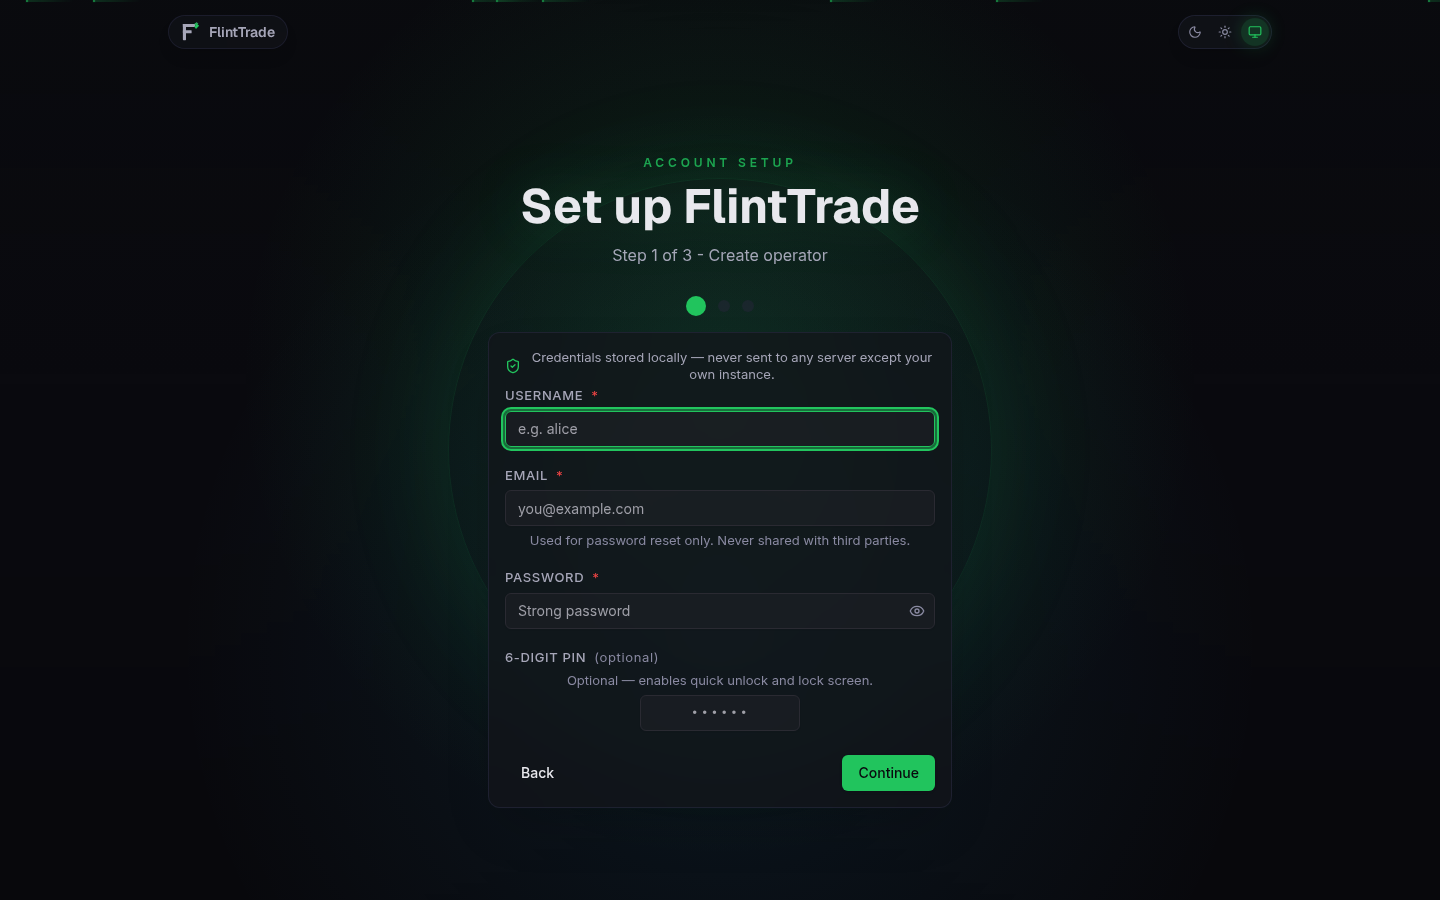 FlintTrade
ACCOUNT SETUP
Set up FlintTrade
Step 1 of 3 - Create operator
Credentials stored locally — never sent to any server except your
own instance.
USERNAME *
e.g. alice
EMAIL *
you@example.com
Used for password reset only. Never shared with third parties.
PASSWORD *
Strong password
6-DIGIT PIN (optional)
Optional — enables quick unlock and lock screen.
••••••
Back
Continue